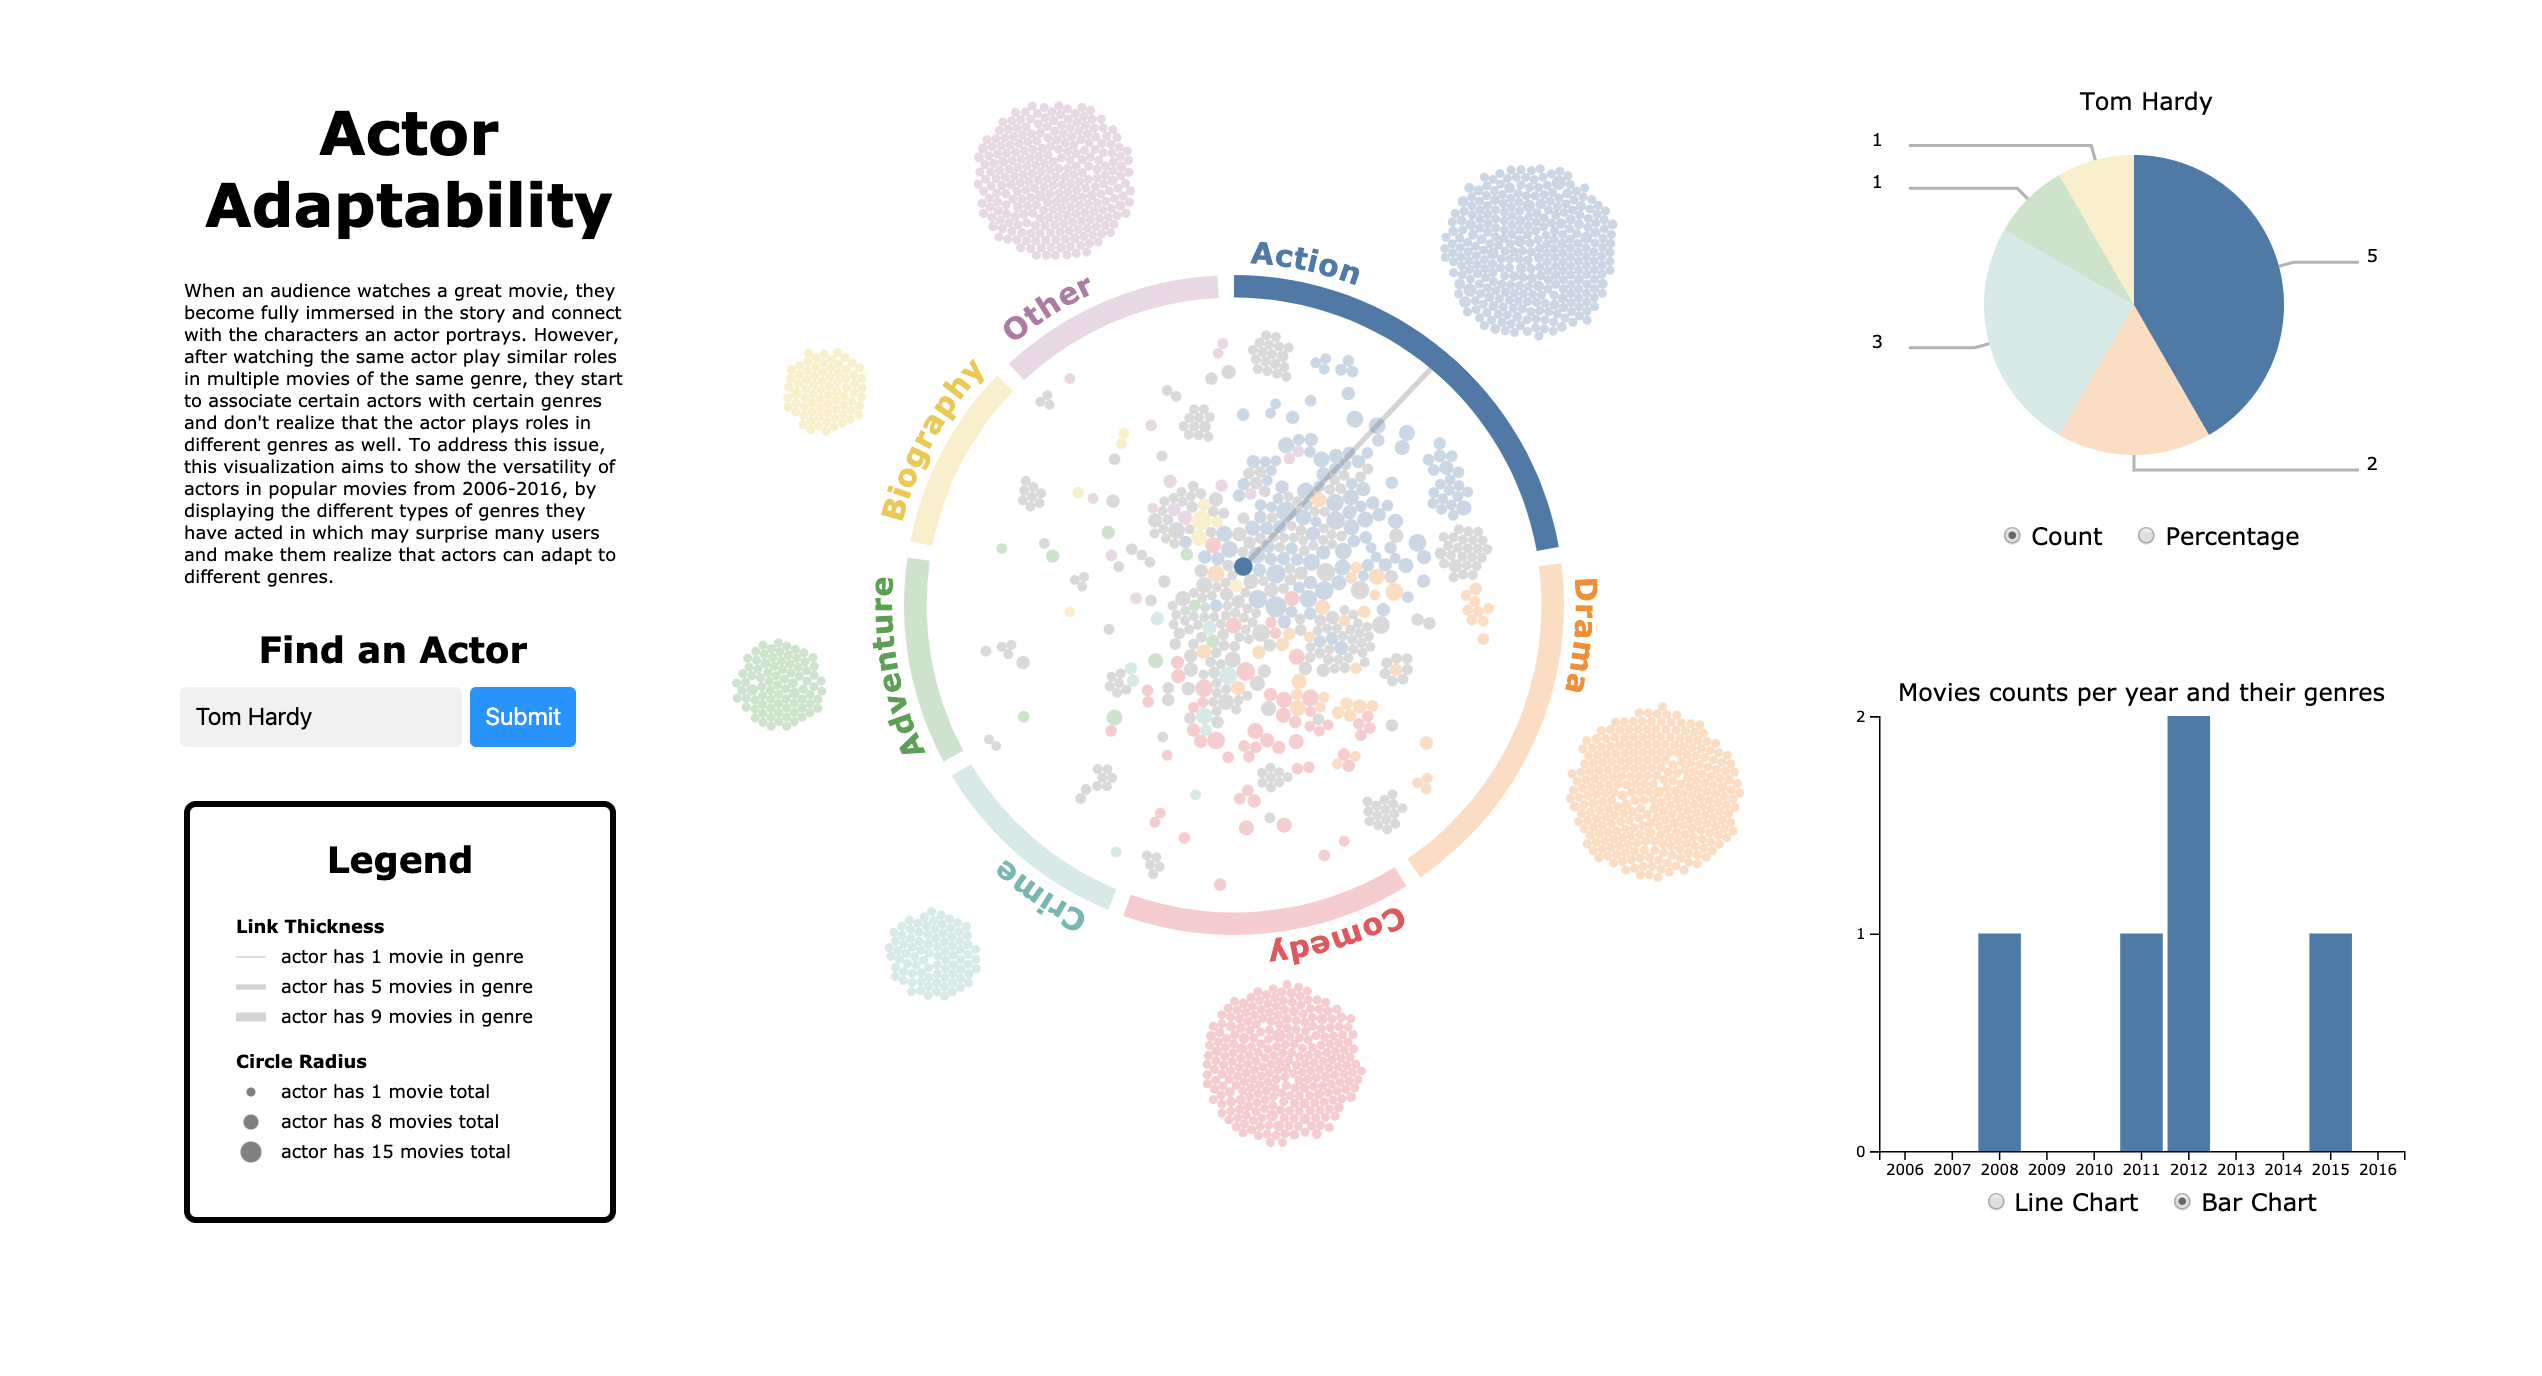 Actor
Adaptability
When an audience watches a great movie, they
become fully immersed in the story and connect
with the characters an actor portrays. However,
after watching the same actor play similar roles
in multiple movies of the same genre, they start
to associate certain actors with certain genres
and don't realize that the actor plays roles in
different genres as well. To address this issue,
this visualization aims to show the versatility of
actors in popular movies from 2006-2016, by
displaying the different types of genres they
have acted in which may surprise many users
and make them realize that actors can adapt to
different genres.
Find an Actor
Tom Hardy
Submit
Legend
Link Thickness
actor has 1 movie in genre
actor has 5 movies in genre
actor has 9 movies in genre
Circle Radius
actor has 1 movie total
actor has 8 movies total
actor has 15 movies total
Action
Drama
Comedy
Crime
Adventure
Biography
Other
Tom Hardy
1
1
5
3
2
Count
Percentage
Movies counts per year and their genres
2
1
0
2006 2007 2008 2009 2010 2011 2012 2013 2014 2015 2016
Line Chart
Bar Chart